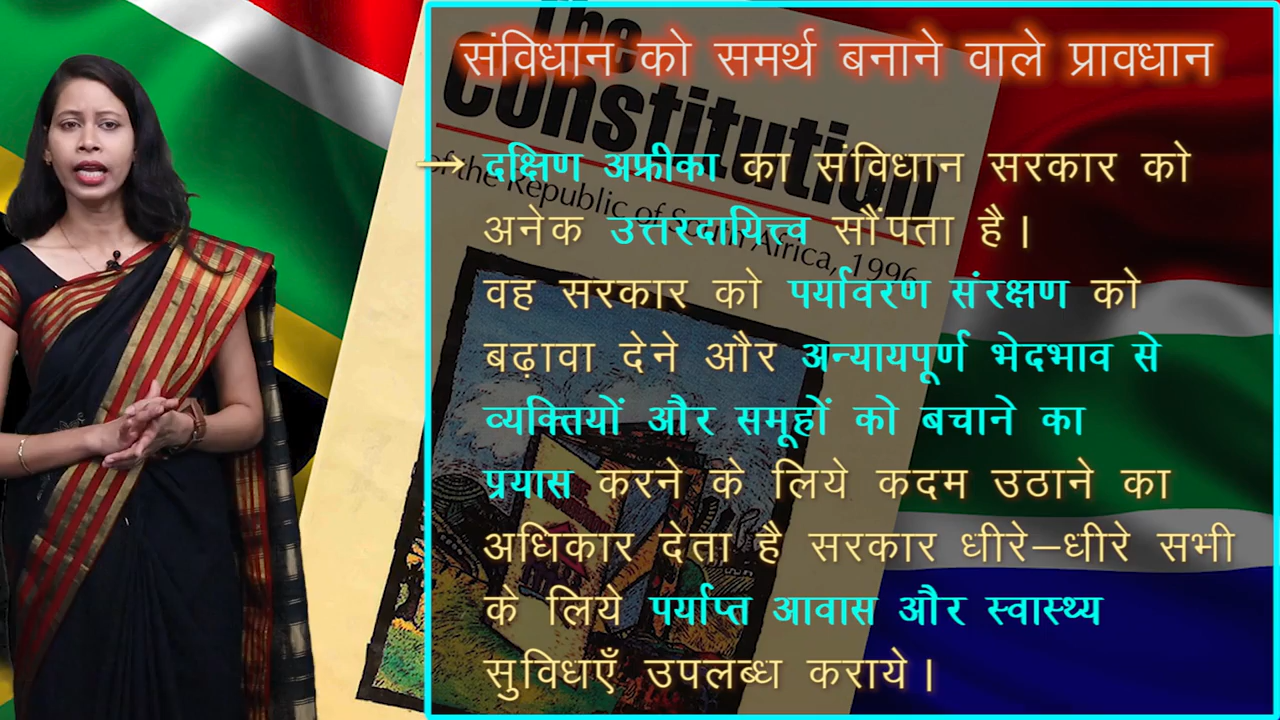 संविधान को समर्थ बनाने वाले प्रावधान
The
Constitution
of the Republic of South Africa, 1996
→ दक्षिण अफ्रीका का संविधान सरकार को
अनेक उत्तरदायित्त्व सौंपता है।
वह सरकार को पर्यावरण संरक्षण को
बढ़ावा देने और अन्यायपूर्ण भेदभाव से
व्यक्तियों और समूहों को बचाने का
प्रयास करने के लिये कदम उठाने का
अधिकार देता है सरकार धीरे–धीरे सभी
के लिये पर्याप्त आवास और स्वास्थ्य
सुविधएँ उपलब्ध कराये।